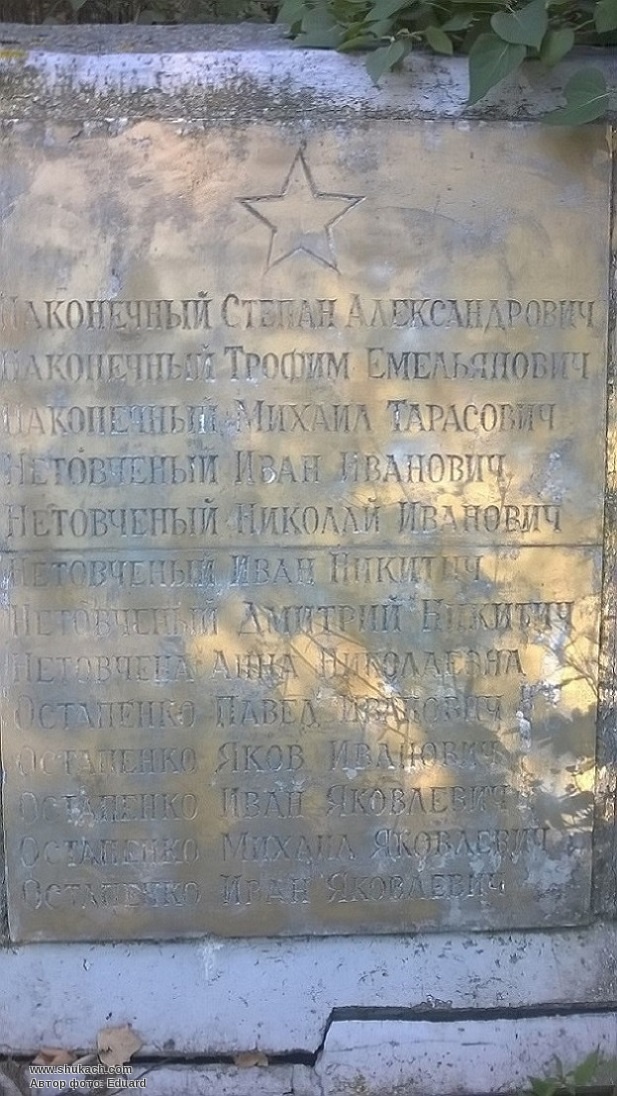 Наконечный Степан Александрович
Наконечный Трофим Емельянович
Наконечный Михаил Тарасович
Нетовченый Иван Иванович
Нетовченый Николай Иванович
Нетовченый Иван Никитич
Нетовченый Дмитрий Никитич
Нетовчена Анна Николаевна
Остапенко Павел Иванович
Остапенко Яков Иванович
Остапенко Иван Яковлевич
Остапенко Михаил Яковлевич
Остапенко Иван Яковлевич
www.shukach.com
Автор фото: Eduard